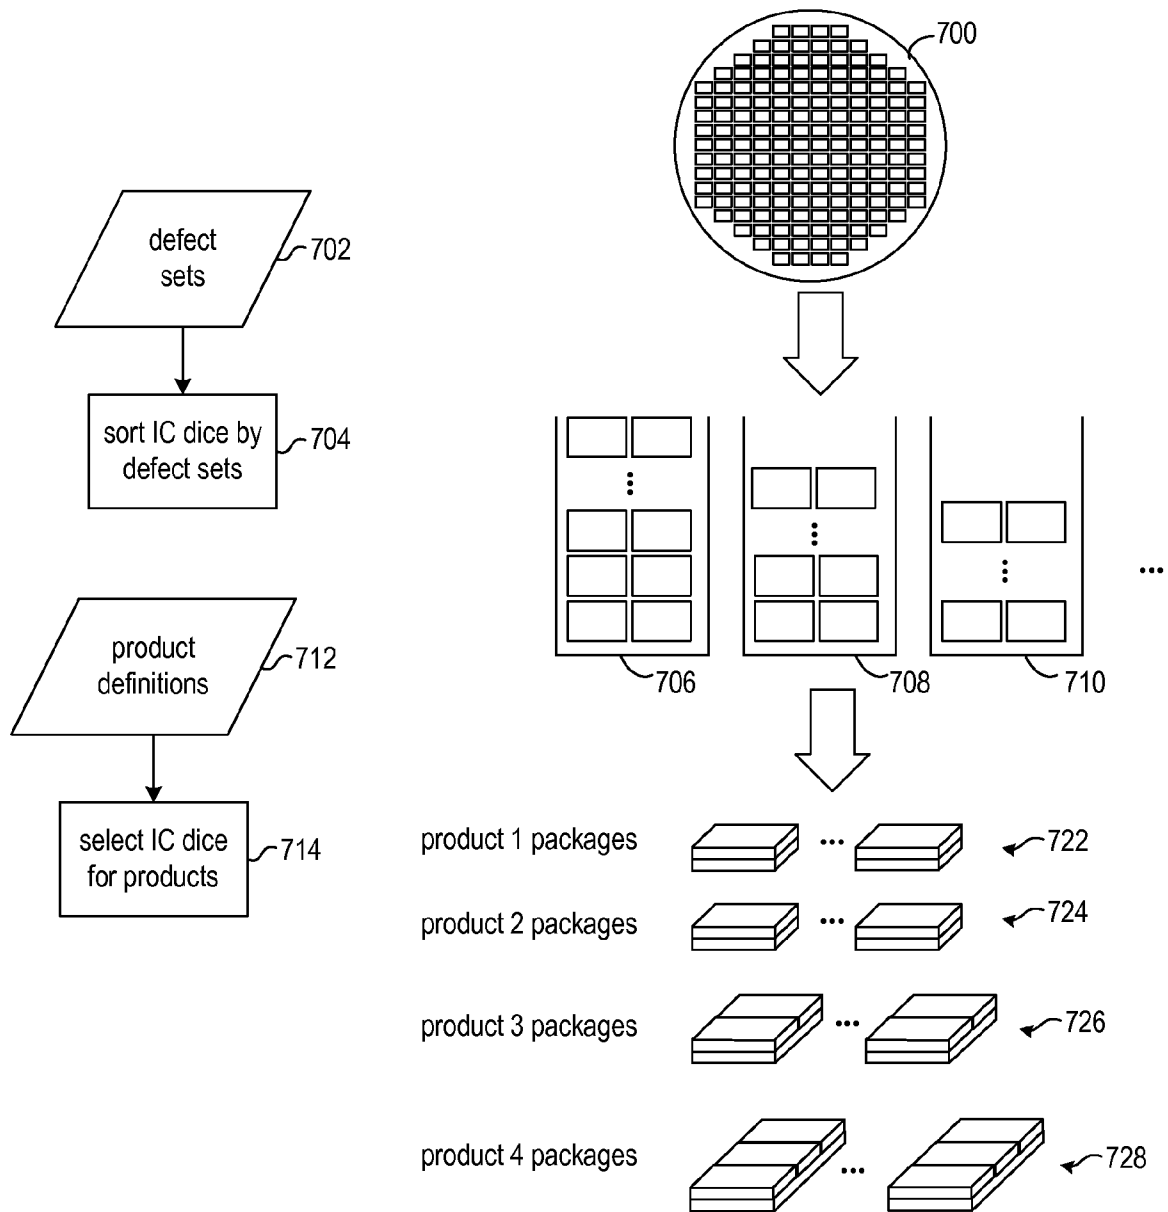 700
defect
sets
702
sort IC dice by
defect sets
704
706
708
710
...
product
definitions
712
select IC dice
for products
714
product 1 packages
...
722
product 2 packages
...
724
product 3 packages
...
726
product 4 packages
...
728